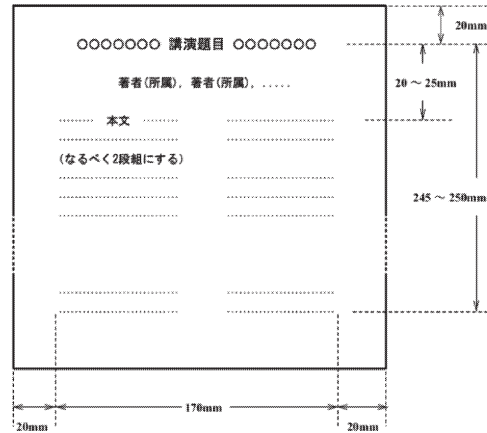 ○○○○○○○ 講演題目 ○○○○○○○
20mm
著者(所属), 著者(所属), .....
20 ～ 25mm
本文
(なるべく2段組にする)
245 ～ 250mm
170mm
20mm
20mm